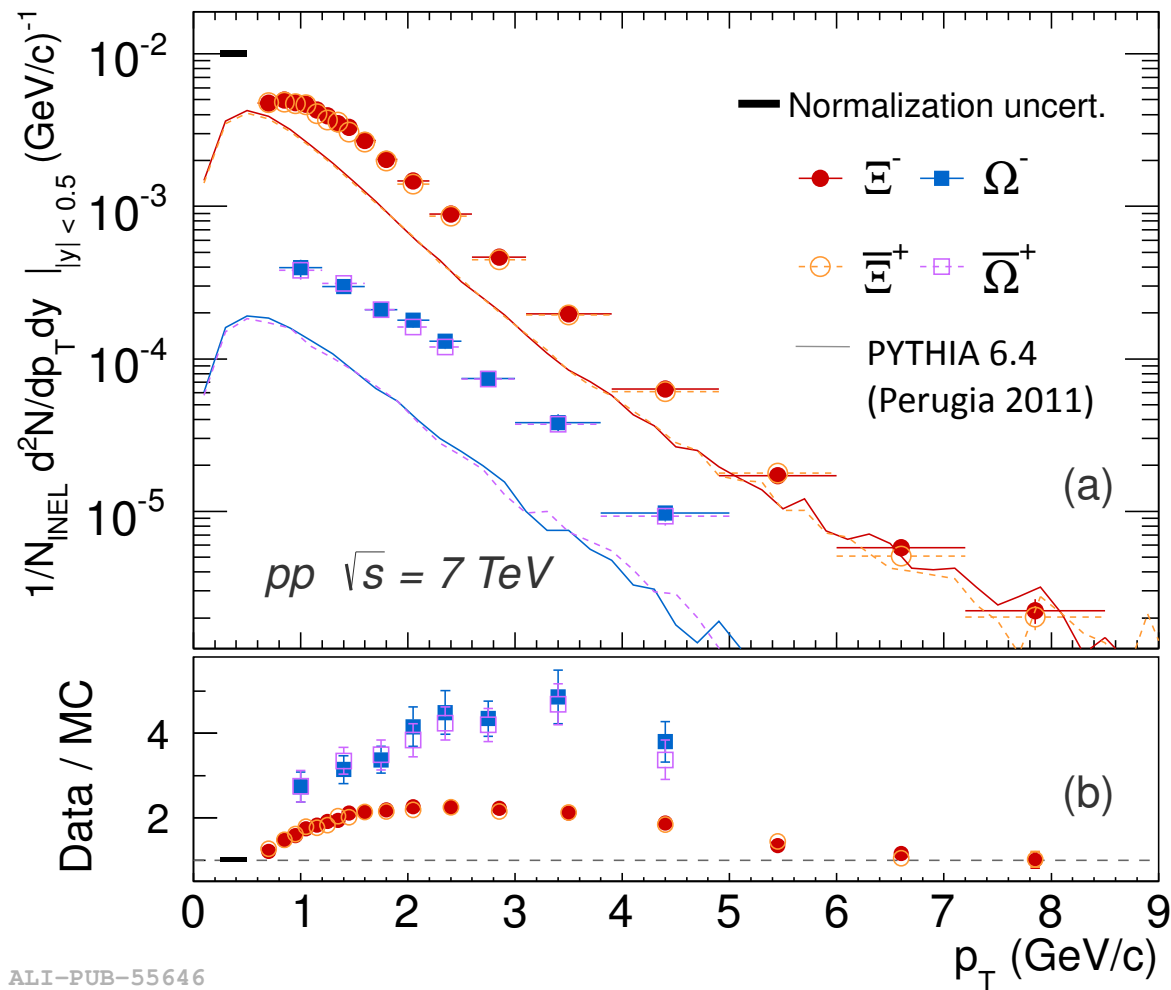 1/N_INEL d²N/dp_T dy |_|y| < 0.5 (GeV/c)⁻¹
10⁻²
10⁻³
10⁻⁴
10⁻⁵
Normalization uncert.
Ξ⁻ Ω⁻
Ξ̅⁺ Ω̅⁺
PYTHIA 6.4
(Perugia 2011)
(a)
pp √s = 7 TeV
Data / MC
4
2
(b)
0 1 2 3 4 5 6 7 8 9
p_T (GeV/c)
ALI−PUB−55646